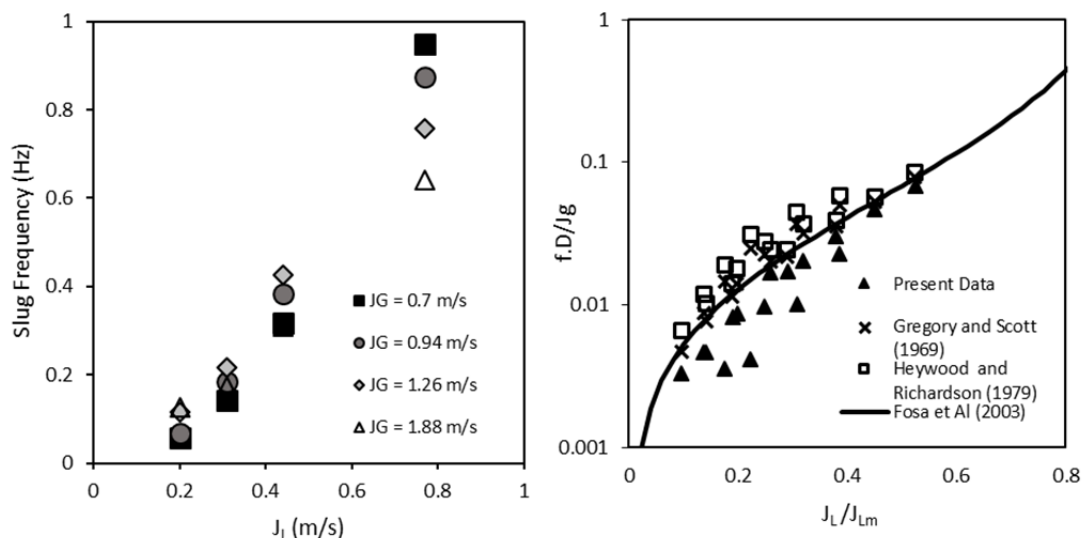 1
0.8
0.6
0.4
0.2
0
0 0.2 0.4 0.6 0.8 1
Slug Frequency (Hz)
J_L (m/s)
JG = 0.7 m/s
JG = 0.94 m/s
JG = 1.26 m/s
JG = 1.88 m/s
1
0.1
0.01
0.001
0 0.2 0.4 0.6 0.8
f.D/Jg
J_L/J_Lm
Present Data
Gregory and Scott
(1969)
Heywood and
Richardson (1979)
Fosa et Al (2003)